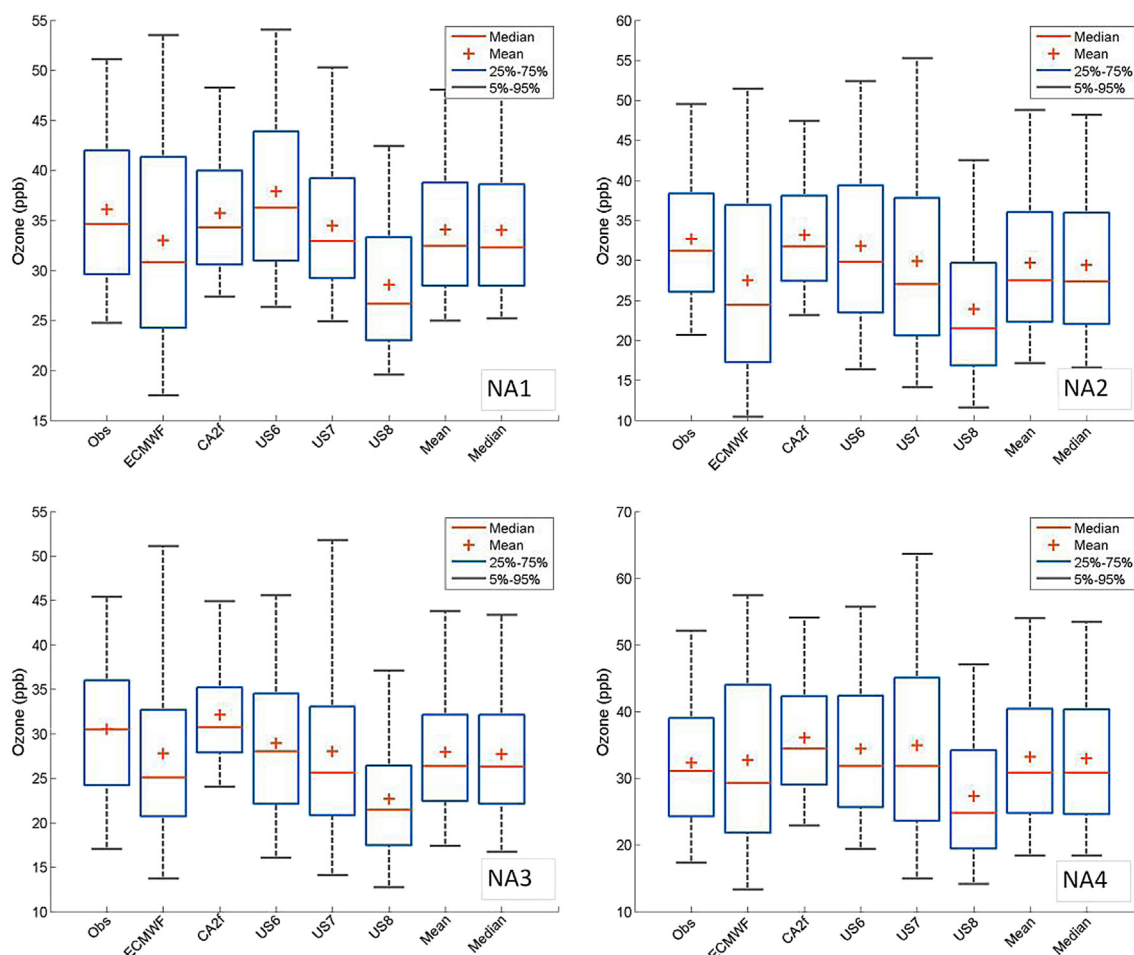 55
50
45
40
35
30
25
20
15
Ozone (ppb)
Median
Mean
25%-75%
5%-95%
NA1
Obs
ECMWF
CA2f
US6
US7
US8
Mean
Median
60
55
50
45
40
35
30
25
20
15
10
Ozone (ppb)
Median
Mean
25%-75%
5%-95%
NA2
Obs
ECMWF
CA2f
US6
US7
US8
Mean
Median
55
50
45
40
35
30
25
20
15
10
Ozone (ppb)
Median
Mean
25%-75%
5%-95%
NA3
Obs
ECMWF
CA2f
US6
US7
US8
Mean
Median
70
60
50
40
30
20
10
Ozone (ppb)
Median
Mean
25%-75%
5%-95%
NA4
Obs
ECMWF
CA2f
US6
US7
US8
Mean
Median